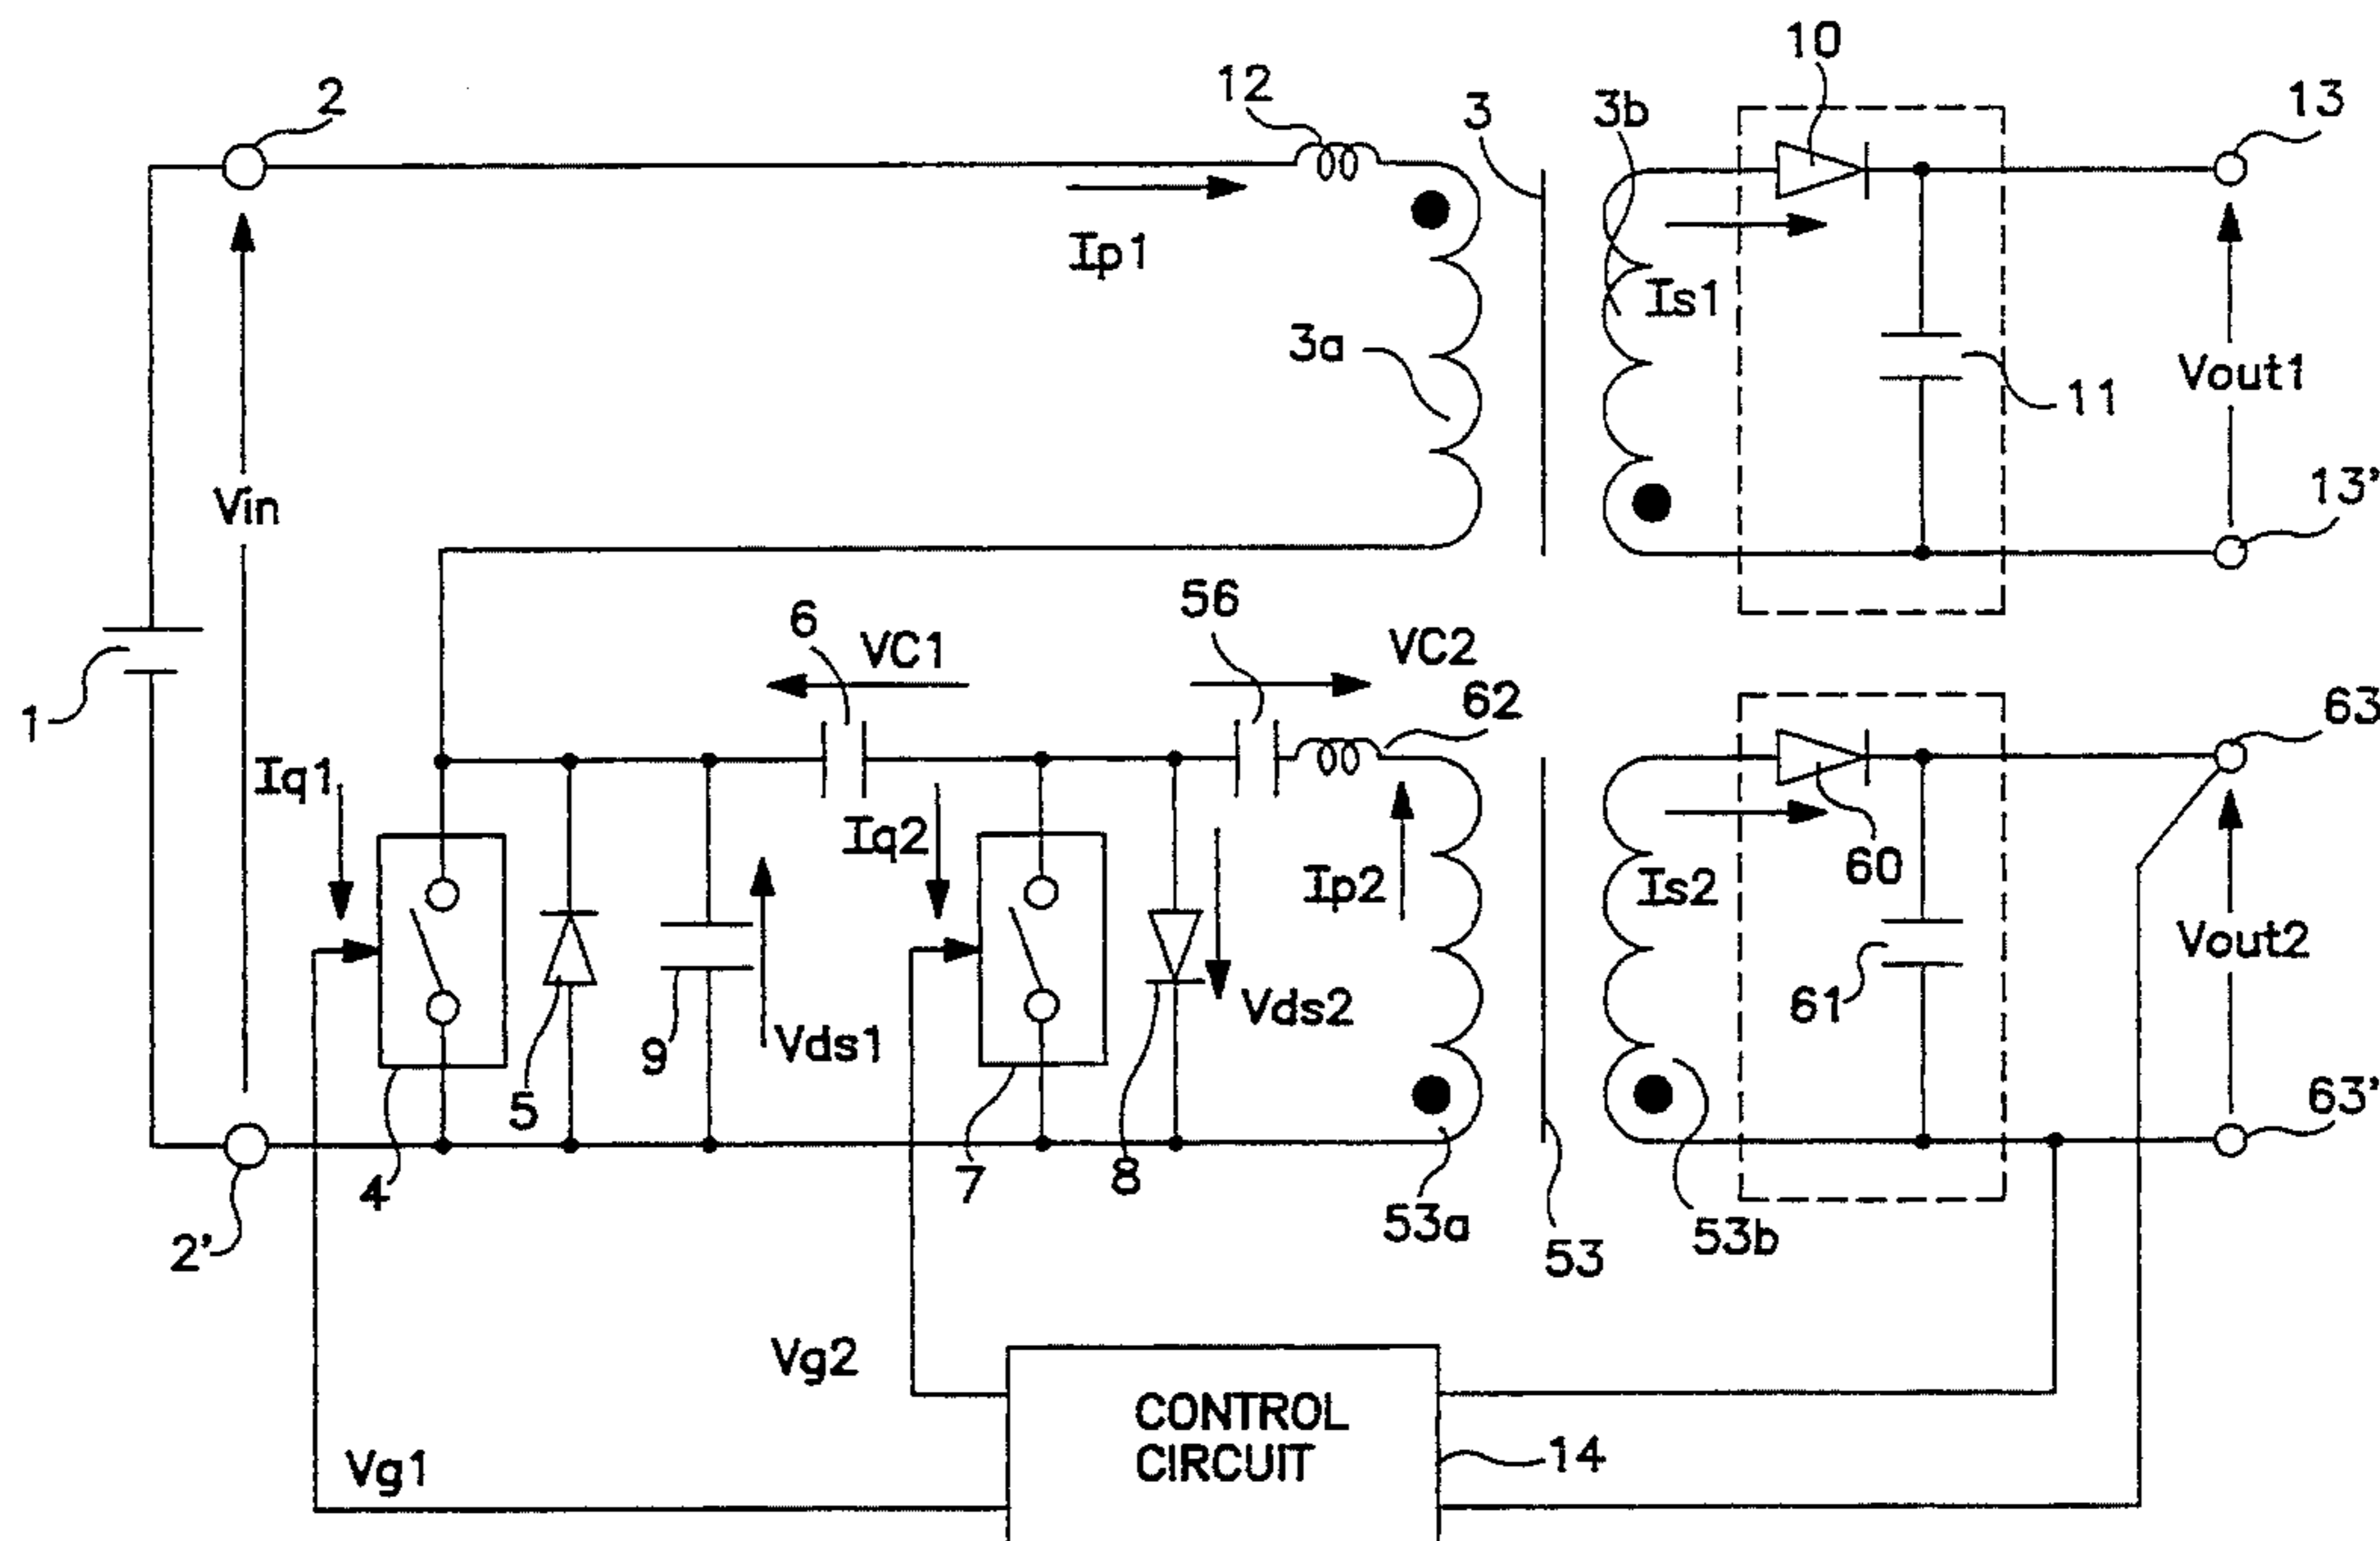 10
12
3
3b
13
2
Ip1
Is1
3a
Vout1
11
Vin
13'
6
VC1
56
VC2
62
63
1
Iq1
Iq2
Ip2
Is2
60
Vout2
61
Vds2
Vds1
9
5
4
7
8
53a
53
53b
63'
2'
Vg2
CONTROL
CIRCUIT
14
Vg1